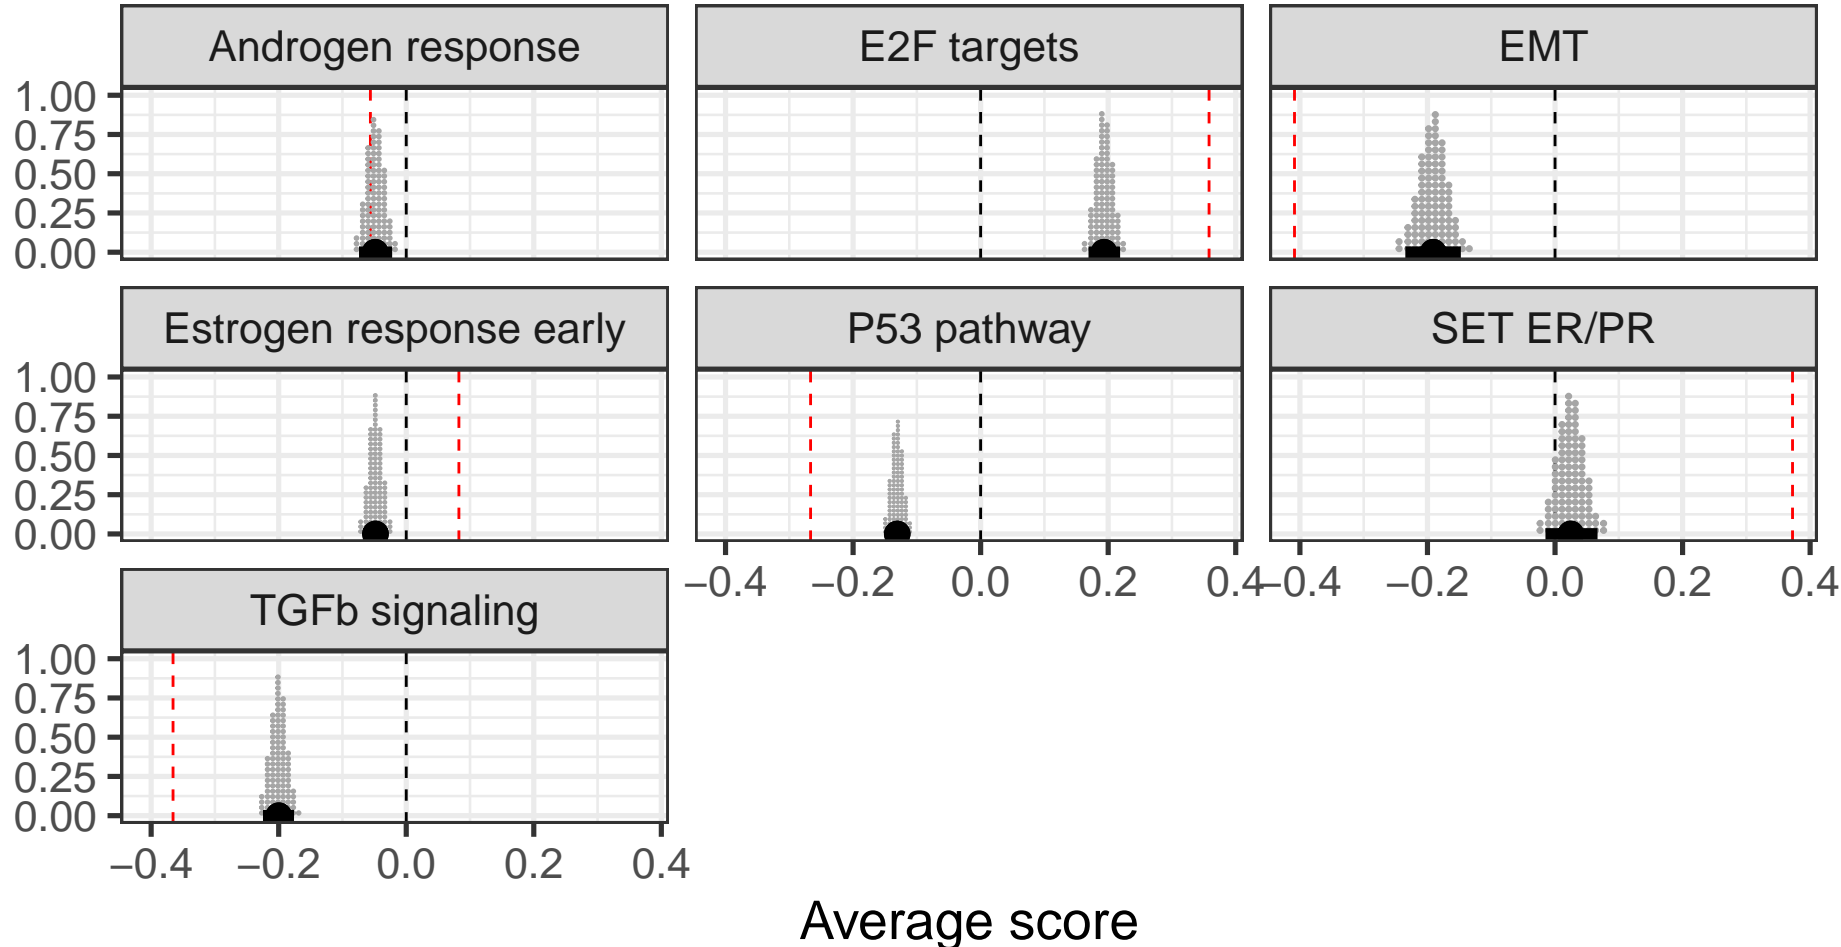 Androgen response
E2F targets
EMT
1.00
0.75
0.50
0.25
0.00
Estrogen response early
P53 pathway
SET ER/PR
1.00
0.75
0.50
0.25
0.00
−0.4 −0.2 0.0 0.2 0.4
−0.4 −0.2 0.0 0.2 0.4
TGFb signaling
1.00
0.75
0.50
0.25
0.00
−0.4 −0.2 0.0 0.2 0.4
Average score